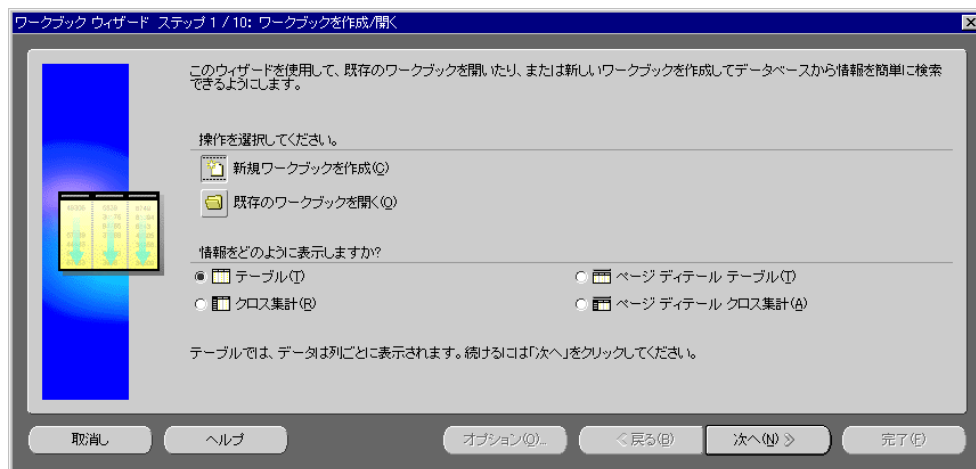 ワークブック ウィザード ステップ 1 / 10: ワークブックを作成/開く
このウィザードを使用して、既存のワークブックを開いたり、または新しいワークブックを作成してデータベースから情報を簡単に検索
できるようにします。
操作を選択してください。
新規ワークブックを作成(C)
既存のワークブックを開く(O)
情報をどのように表示しますか?
テーブル(T)
ページ ディテール テーブル(T)
クロス集計(R)
ページ ディテール クロス集計(A)
テーブルでは、データは列ごとに表示されます。続けるには「次へ」をクリックしてください。
取消し
ヘルプ
オプション(O)...
< 戻る(B)
次へ(N) >
完了(F)